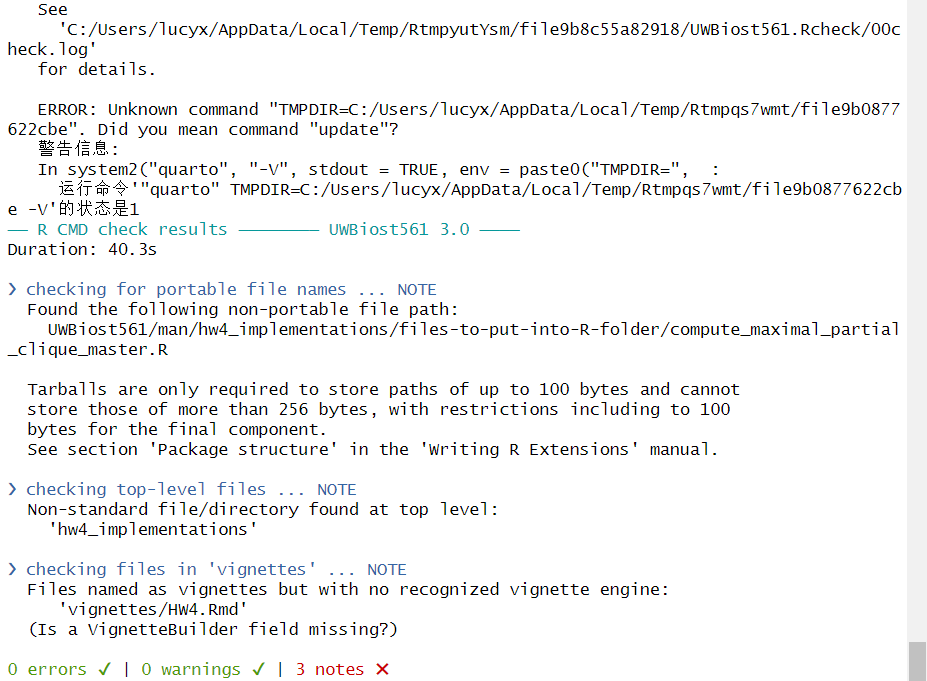 See
'C:/Users/lucyx/AppData/Local/Temp/RtmpyutYsm/file9b8c55a82918/UWBiost561.Rcheck/00c
heck.log'
for details.
ERROR: Unknown command "TMPDIR=C:/Users/lucyx/AppData/Local/Temp/Rtmpqs7wmt/file9b0877
622cbe". Did you mean command "update"?
警告信息:
In system2("quarto", "-V", stdout = TRUE, env = paste0("TMPDIR=",  :
运行命令'"quarto" TMPDIR=C:/Users/lucyx/AppData/Local/Temp/Rtmpqs7wmt/file9b0877622cb
e -V'的状态是1
── R CMD check results ──────── UWBiost561 3.0 ────
Duration: 40.3s
❯ checking for portable file names ... NOTE
Found the following non-portable file path:
UWBiost561/man/hw4_implementations/files-to-put-into-R-folder/compute_maximal_partial
_clique_master.R
Tarballs are only required to store paths of up to 100 bytes and cannot
store those of more than 256 bytes, with restrictions including to 100
bytes for the final component.
See section 'Package structure' in the 'Writing R Extensions' manual.
❯ checking top-level files ... NOTE
Non-standard file/directory found at top level:
'hw4_implementations'
❯ checking files in 'vignettes' ... NOTE
Files named as vignettes but with no recognized vignette engine:
'vignettes/HW4.Rmd'
(Is a VignetteBuilder field missing?)
0 errors ✔ | 0 warnings ✔ | 3 notes ✖